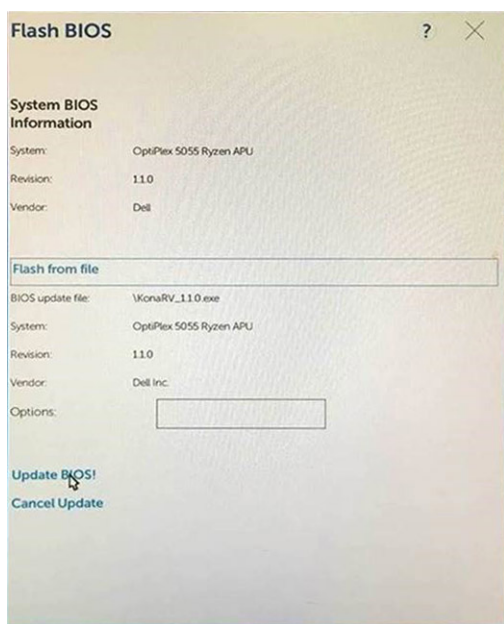 Flash BIOS ?
System BIOS
Information
System: OptiPlex 5055 Ryzen APU
Revision: 1.1.0
Vendor: Dell
Flash from file
BIOS update file: \KonaRV_1.1.0.exe
System: OptiPlex 5055 Ryzen APU
Revision: 1.1.0
Vendor: Dell Inc.
Options:
Update BIOS!
Cancel Update